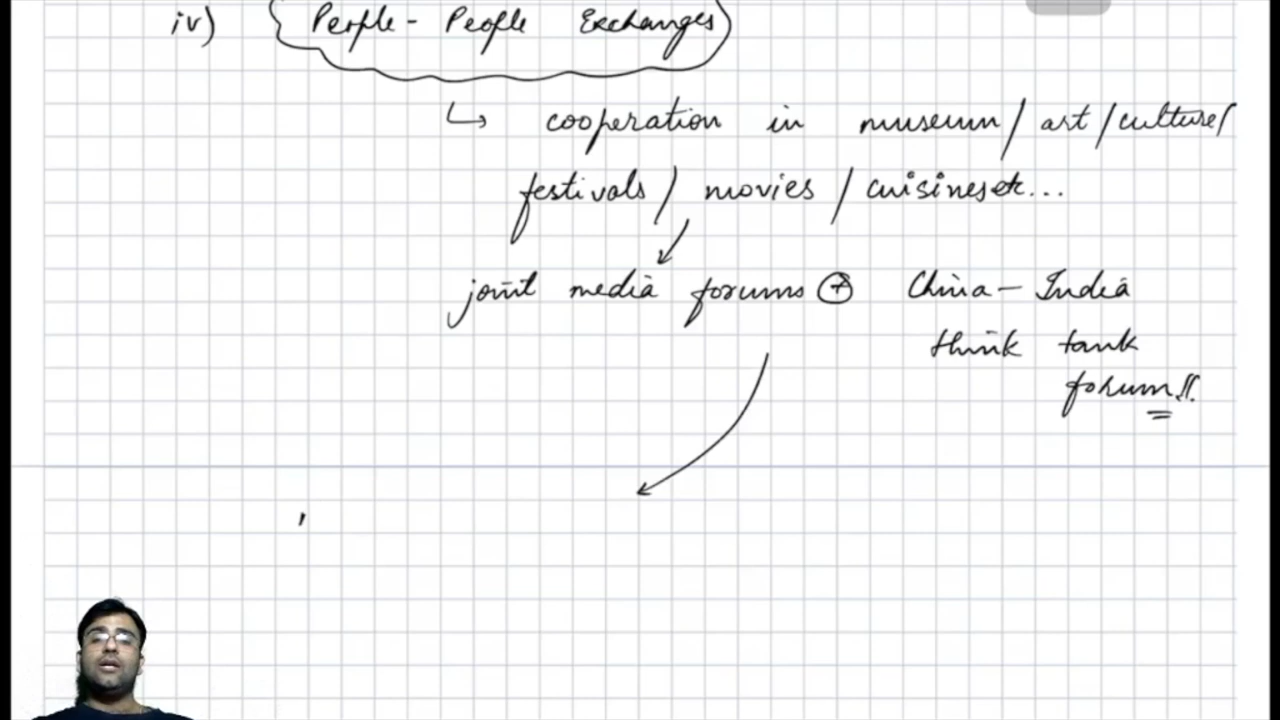 iv) People - People Exchanges
↳ cooperation in museum / art / culture /
festivals / movies / cuisines etc...
joint media forums ⊕ China - India
think tank
forum!!